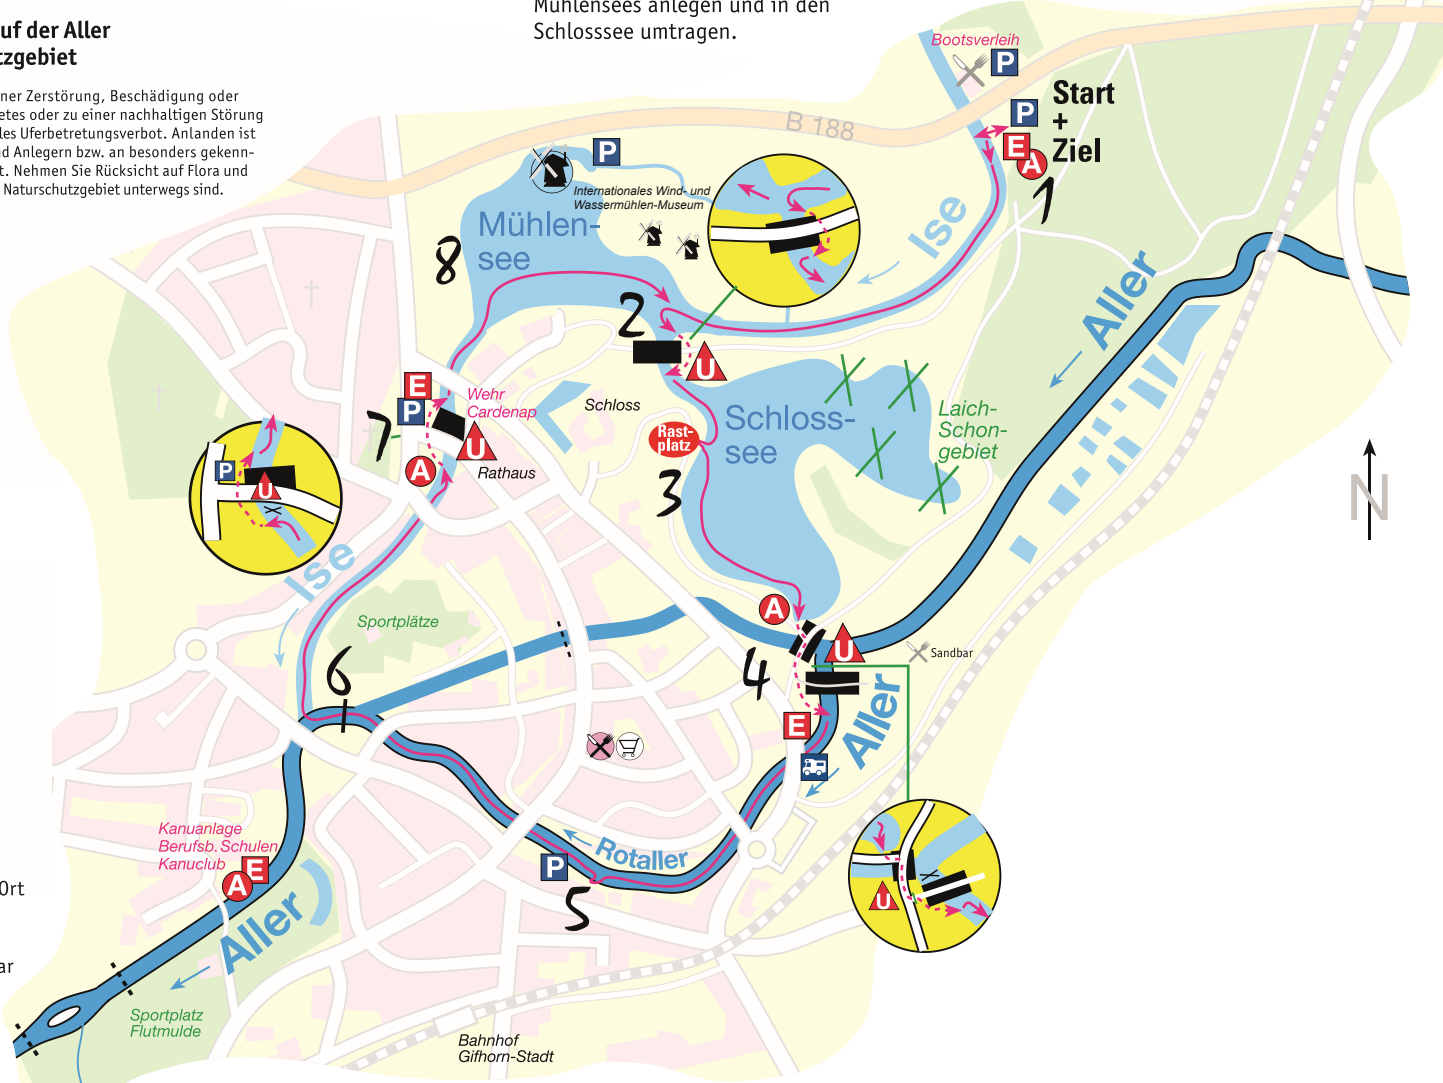 uf der Aller
tzgebiet
ner Zerstörung, Beschädigung oder
etes oder zu einer nachhaltigen Störung
les Uferbetretungsverbot. Anlanden ist
d Anlegern bzw. an besonders gekenn-
t. Nehmen Sie Rücksicht auf Flora und
Naturschutzgebiet unterwegs sind.
Mühlensees anlegen und in den
Schlosssee umtragen.
Bootsverleih
P
P
Start
+
Ziel
E
A
1
B 188
P
Internationales Wind- und
Wassermühlen-Museum
Mühlen-
see
8
Ise
Aller
2
U
E
P
Wehr
Cardenap
7
U
A
Rathaus
Schloss
Rast-
platz
Schloss-
see
Laich-
Schon-
gebiet
3
N
P
U
Ise
Sportplätze
A
U
4
Sandbar
6
E
Aller
Kanuanlage
Berufsb. Schulen
Kanuclub
E
A
P
Rotaller
5
U
Ort
Aller
ar
Sportplatz
Flutmulde
Bahnhof
Gifhorn-Stadt